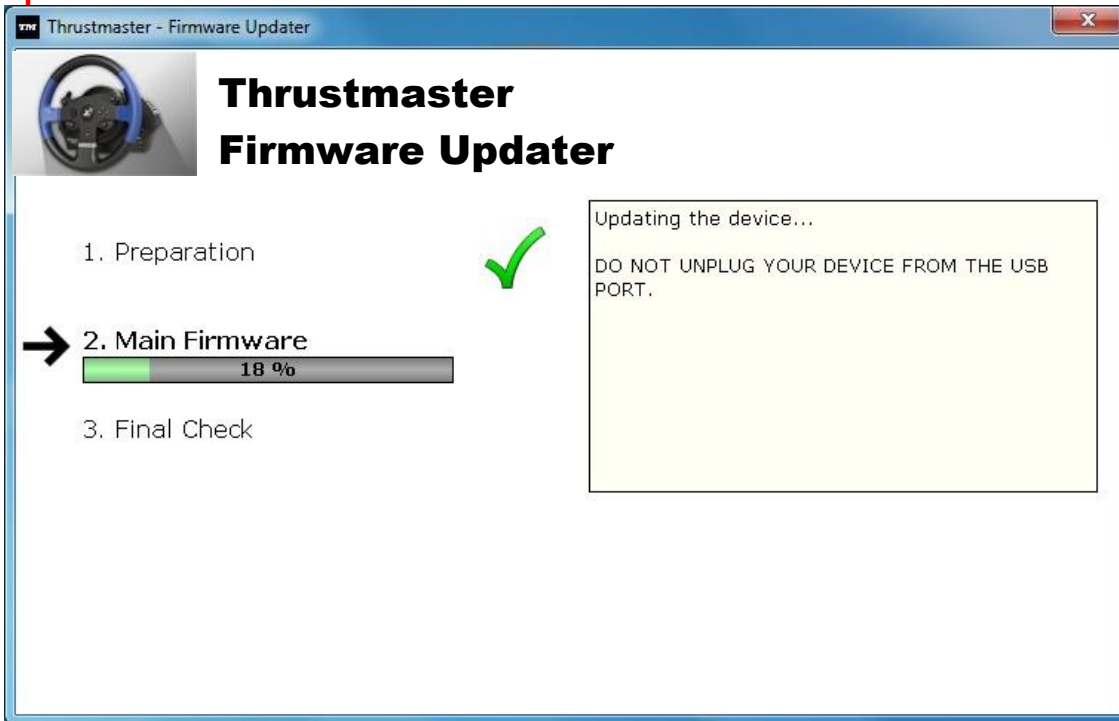 Thrustmaster - Firmware Updater
Thrustmaster
Firmware Updater
1. Preparation
2. Main Firmware
18 %
3. Final Check
Updating the device...
DO NOT UNPLUG YOUR DEVICE FROM THE USB
PORT.